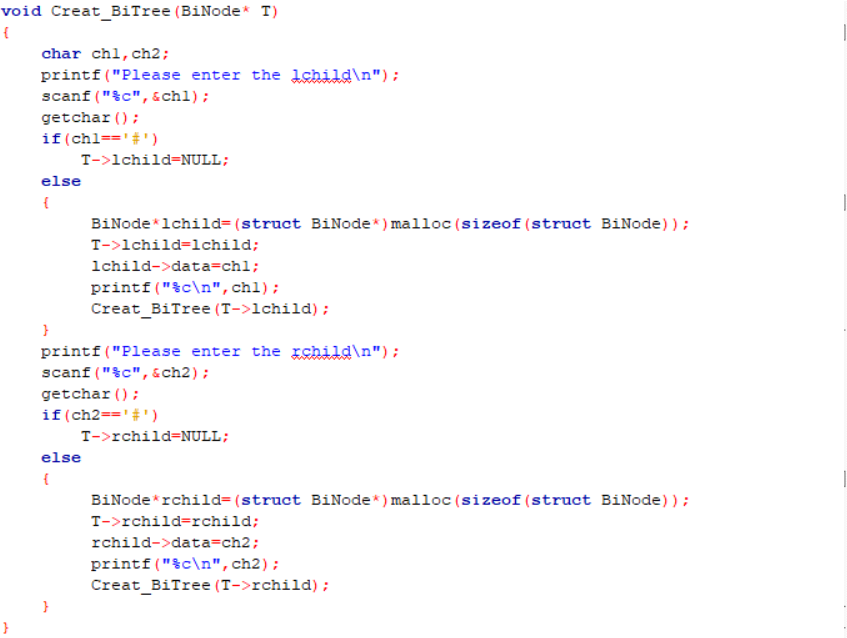 void Creat_BiTree(BiNode* T)
{
    char ch1,ch2;
    printf("Please enter the lchild\n");
    scanf("%c",&ch1);
    getchar();
    if(ch1=='#')
        T->lchild=NULL;
    else
    {
         BiNode*lchild=(struct BiNode*)malloc(sizeof(struct BiNode));
         T->lchild=lchild;
         lchild->data=ch1;
         printf("%c\n",ch1);
         Creat_BiTree(T->lchild);
    }
    printf("Please enter the rchild\n");
    scanf("%c",&ch2);
    getchar();
    if(ch2=='#')
        T->rchild=NULL;
    else
    {
         BiNode*rchild=(struct BiNode*)malloc(sizeof(struct BiNode));
         T->rchild=rchild;
         rchild->data=ch2;
         printf("%c\n",ch2);
         Creat_BiTree(T->rchild);
    }
}